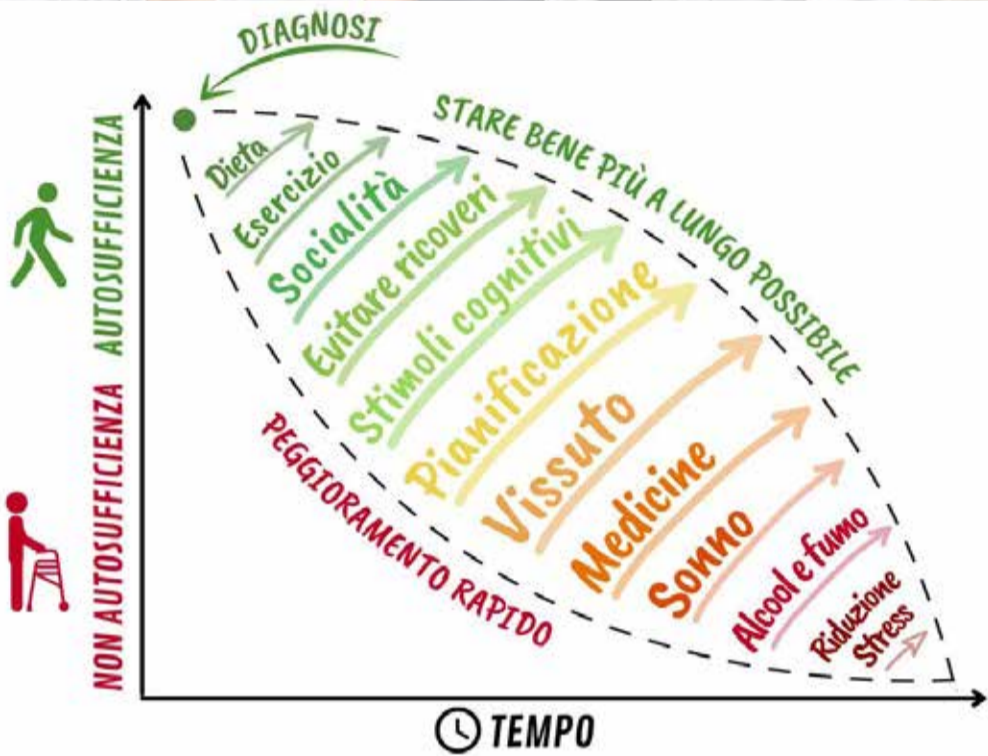 DIAGNOSI
STARE BENE PIÙ A LUNGO POSSIBILE
AUTOSUFFICIENZA
NON AUTOSUFFICIENZA
Dieta
Esercizio
Socialità
Evitare ricoveri
Stimoli cognitivi
Pianificazione
Vissuto
Medicine
Sonno
Alcool e fumo
Riduzione
Stress
PEGGIORAMENTO RAPIDO
TEMPO